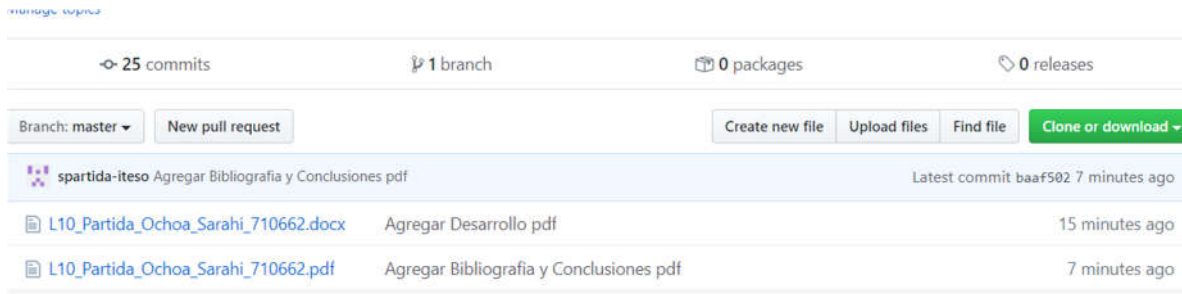 Manage topics
25 commits
1 branch
0 packages
0 releases
Branch: master
New pull request
Create new file
Upload files
Find file
Clone or download
spartida-iteso Agregar Bibliografia y Conclusiones pdf
Latest commit baaf502 7 minutes ago
L10_Partida_Ochoa_Sarahi_710662.docx Agregar Desarrollo pdf 15 minutes ago
L10_Partida_Ochoa_Sarahi_710662.pdf Agregar Bibliografia y Conclusiones pdf 7 minutes ago